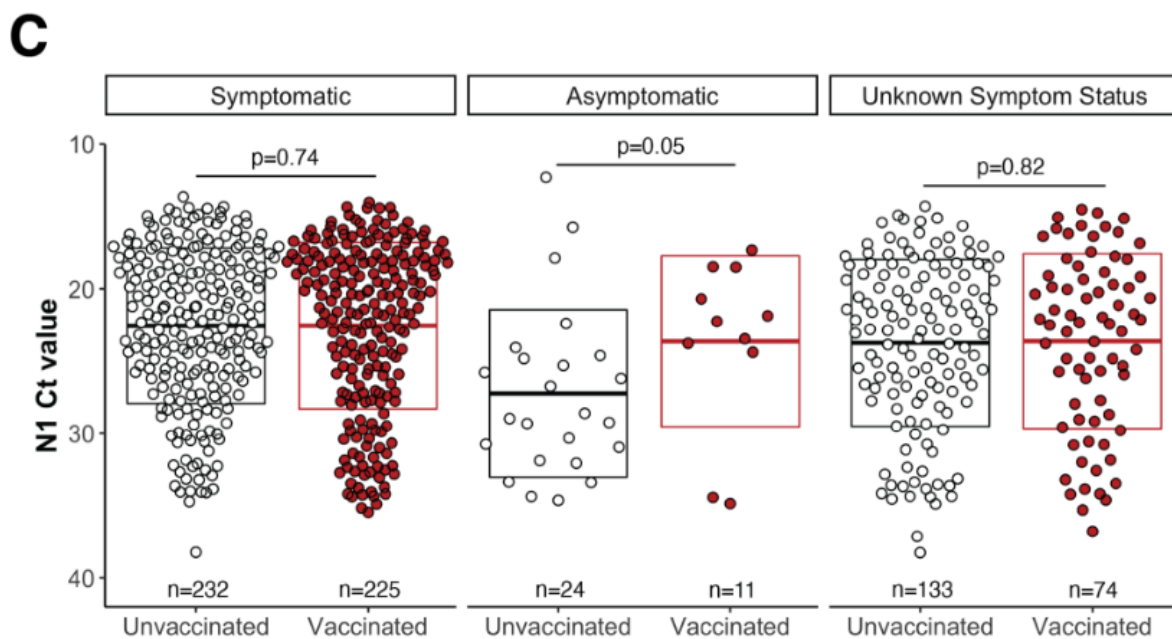 C
Symptomatic
Asymptomatic
Unknown Symptom Status
N1 Ct value
10
20
30
40
p=0.74
p=0.05
p=0.82
n=232
n=225
n=24
n=11
n=133
n=74
Unvaccinated
Vaccinated
Unvaccinated
Vaccinated
Unvaccinated
Vaccinated